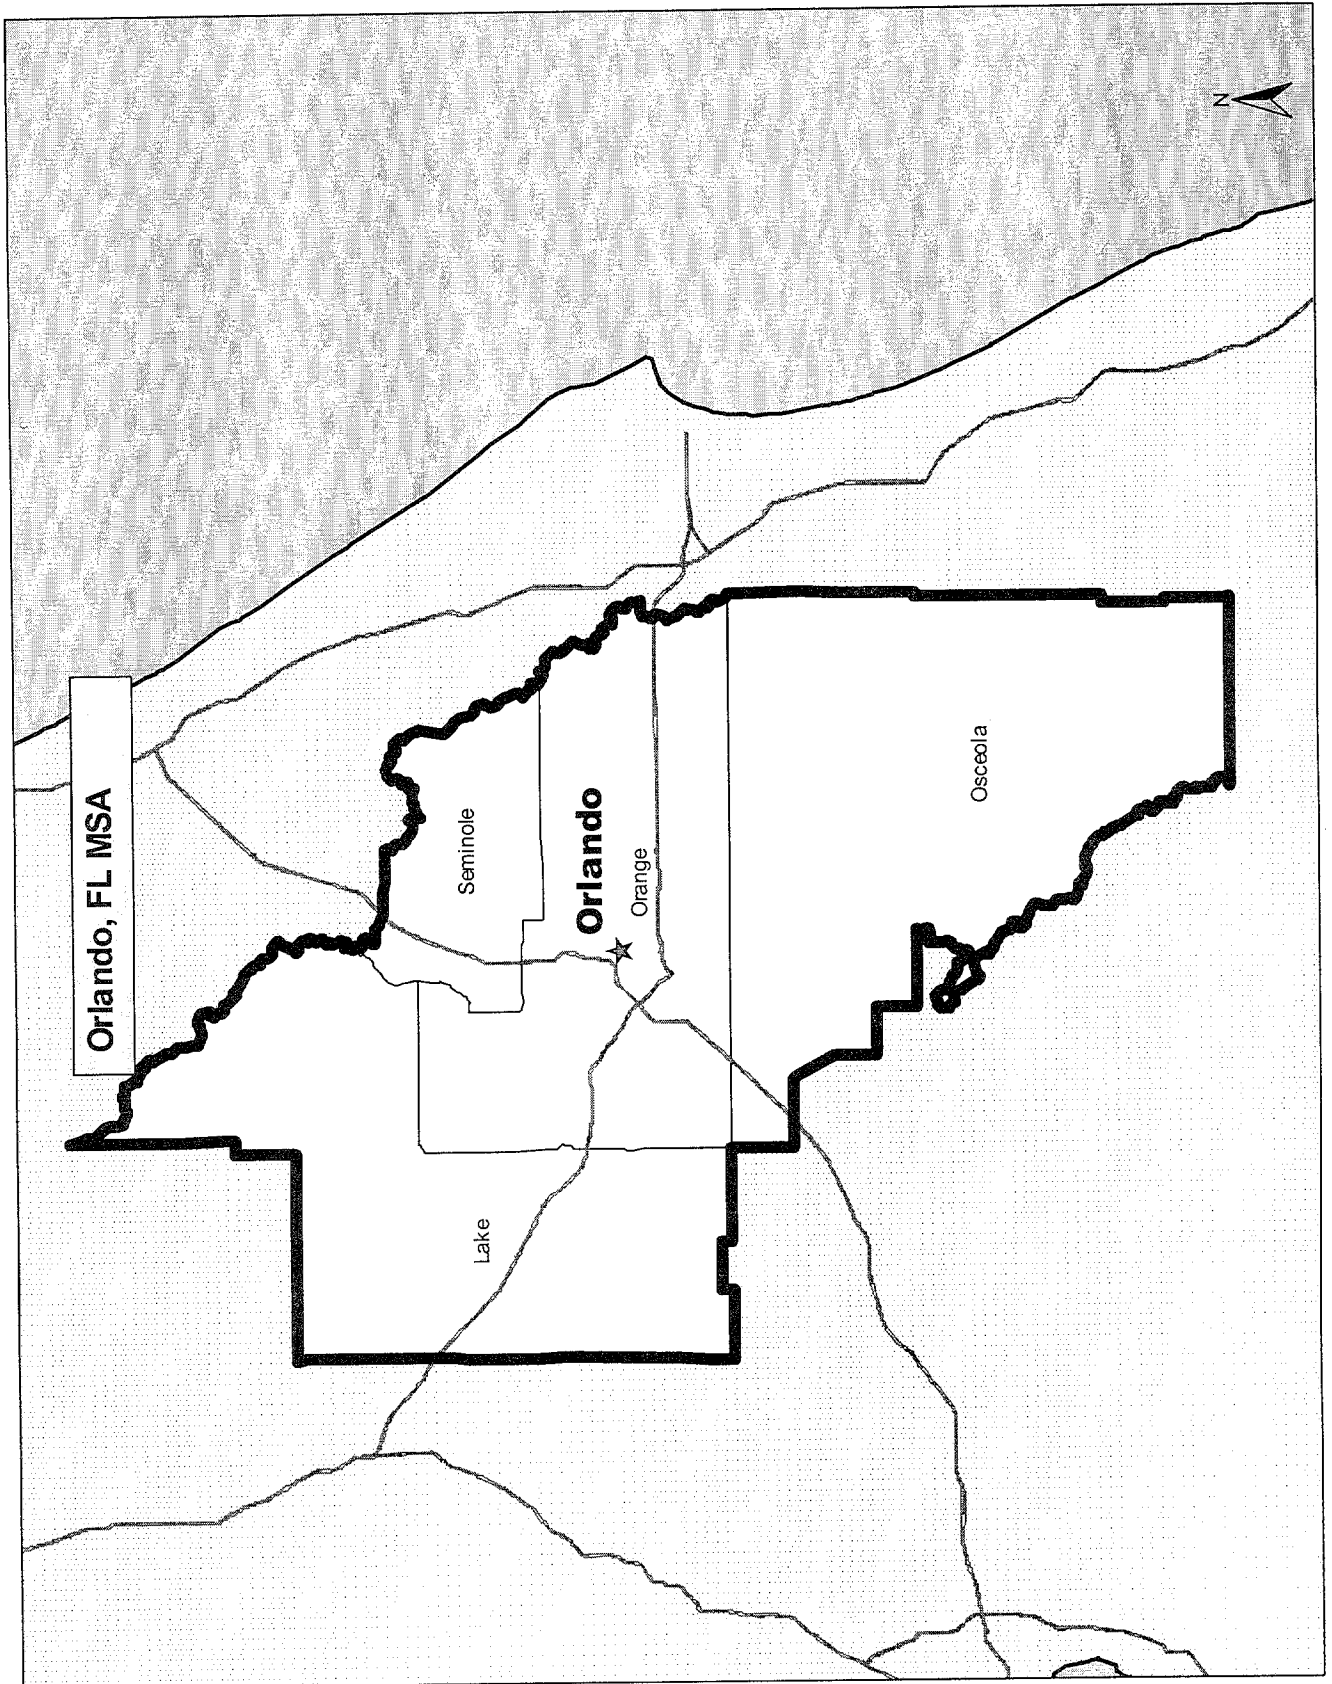 Orlando, FL MSA
N
Seminole
Orlando
Orange
Lake
Osceola